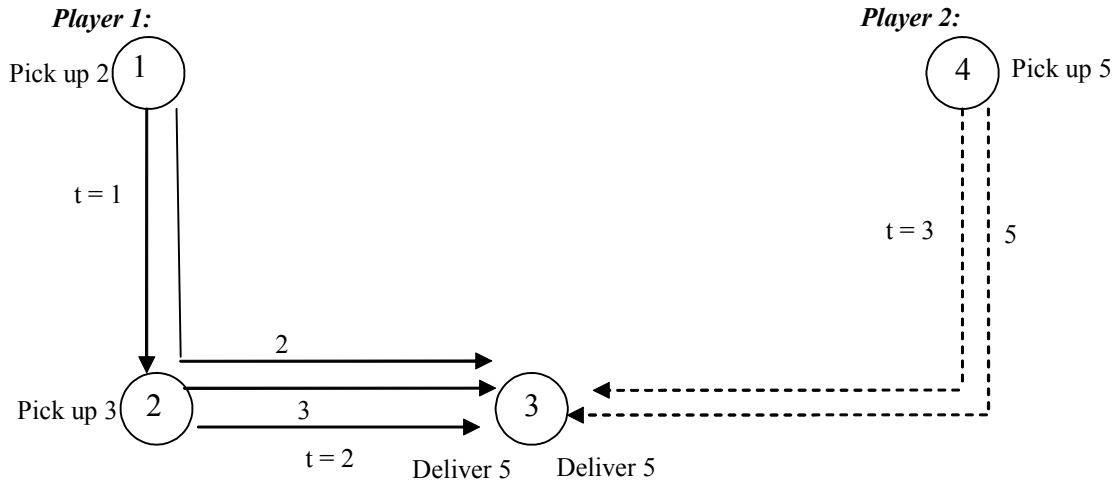 Player 1:
Player 2:
Pick up 2
1
4
Pick up 5
t = 1
t = 3
5
2
Pick up 3
2
3
3
t = 2
Deliver 5
Deliver 5